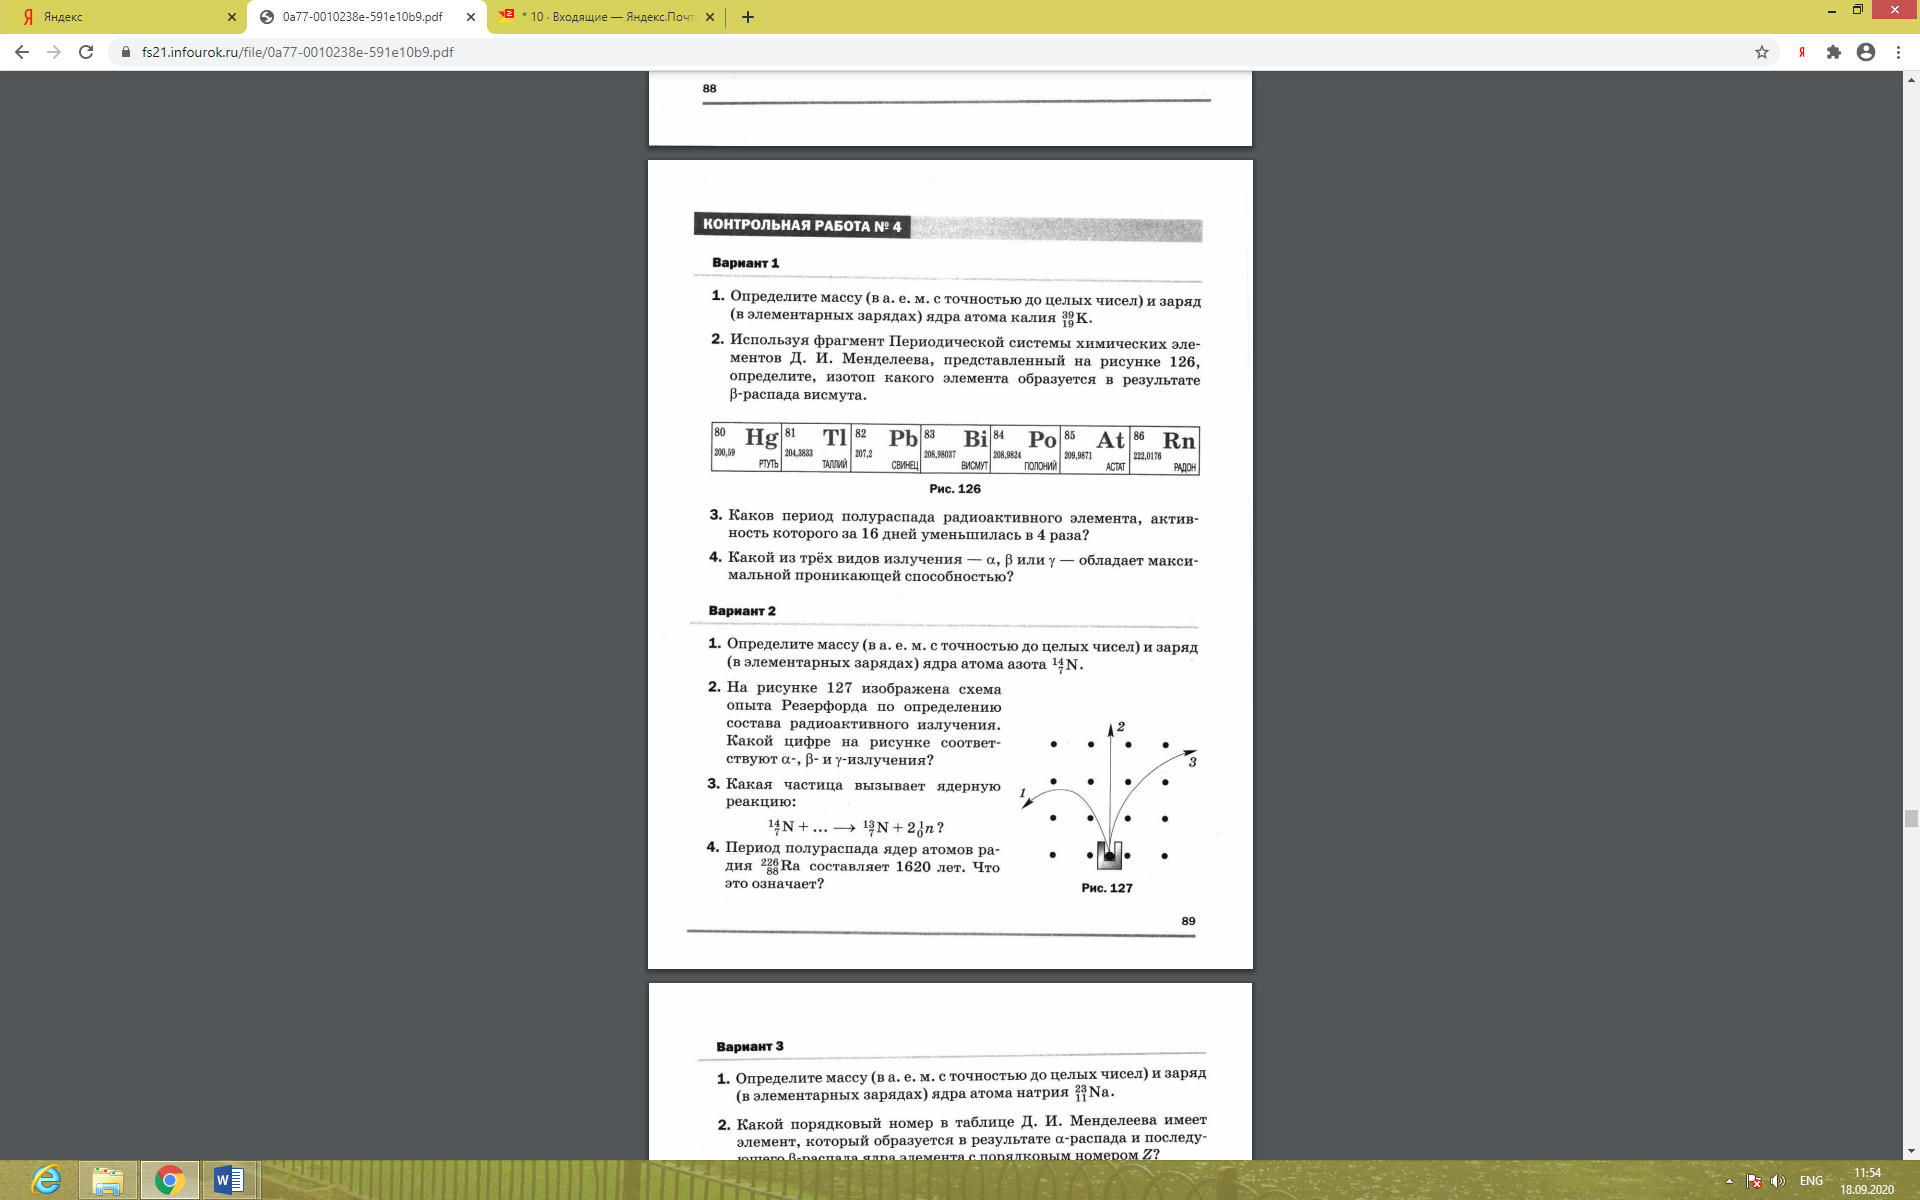 Яндекс
0a77-0010238e-591e10b9.pdf
* 10 · Входящие — Яндекс.Почт
fs21.infourok.ru/file/0a77-0010238e-591e10b9.pdf
88
КОНТРОЛЬНАЯ РАБОТА № 4
Вариант 1
1. Определите массу (в а. е. м. с точностью до целых чисел) и заряд
(в элементарных зарядах) ядра атома калия ³⁹₁₉K.
2. Используя фрагмент Периодической системы химических эле-
ментов Д. И. Менделеева, представленный на рисунке 126,
определите, изотоп какого элемента образуется в результате
β-распада висмута.
80 Hg 81 Tl 82 Pb 83 Bi 84 Po 85 At 86 Rn
200,59 204,3833 207,2 208,98037 208,9824 209,9871 222,0176
РТУТЬ ТАЛЛИЙ СВИНЕЦ ВИСМУТ ПОЛОНИЙ АСТАТ РАДОН
Рис. 126
3. Каков период полураспада радиоактивного элемента, актив-
ность которого за 16 дней уменьшилась в 4 раза?
4. Какой из трёх видов излучения — α, β или γ — обладает макси-
мальной проникающей способностью?
Вариант 2
1. Определите массу (в а. е. м. с точностью до целых чисел) и заряд
(в элементарных зарядах) ядра атома азота ¹⁴₇N.
2. На рисунке 127 изображена схема
опыта Резерфорда по определению
состава радиоактивного излучения.
Какой цифре на рисунке соответ-
ствуют α-, β- и γ-излучения?
3. Какая частица вызывает ядерную
реакцию:
¹⁴₇N + ... ⟶ ¹³₇N + 2¹₀n?
4. Период полураспада ядер атомов ра-
дия ²²⁶₈₈Ra составляет 1620 лет. Что
это означает?
1
2
3
Рис. 127
89
Вариант 3
1. Определите массу (в а. е. м. с точностью до целых чисел) и заряд
(в элементарных зарядах) ядра атома натрия ²³₁₁Na.
2. Какой порядковый номер в таблице Д. И. Менделеева имеет
элемент, который образуется в результате α-распада и последу-
ющего β-распада ядра элемента с порядковым номером Z?
ENG
11:54
18.09.2020